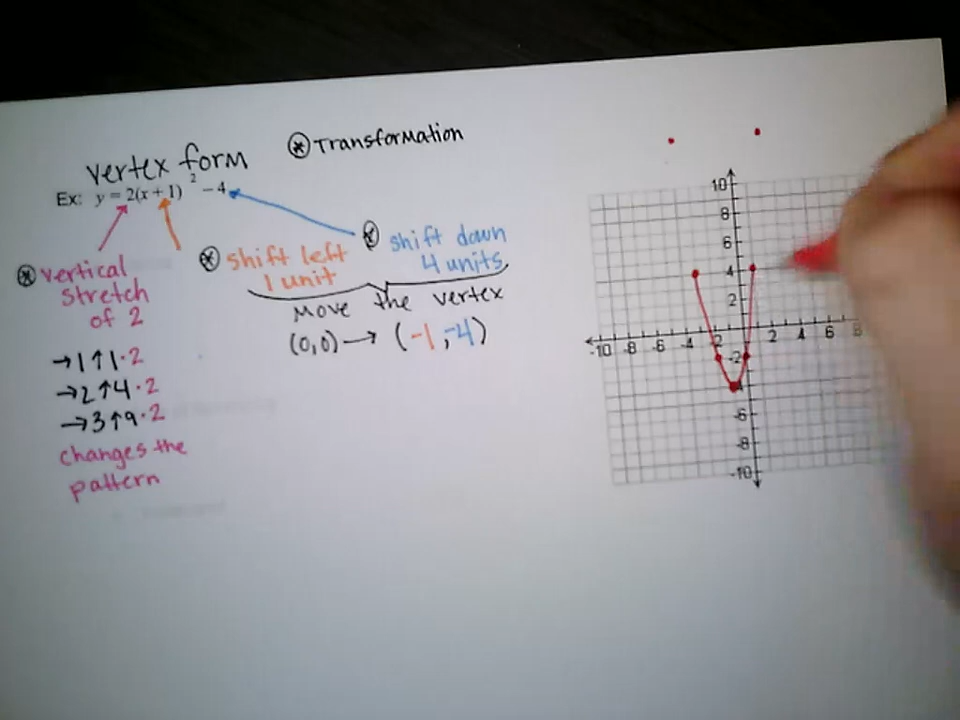 vertex form
⊛ Transformation
Ex: y = 2(x + 1)² − 4
⊛ vertical
stretch
of 2
⊛ shift left
1 unit
⊛ shift down
4 units
Move the vertex
(0,0) → (-1,-4)
→1↑1·2
→2↑4·2
→3↑9·2
changes the
pattern
10
8
6
4
2
-10 -8 -6 -4 -2 2 4 6 8
-2
-6
-8
-10